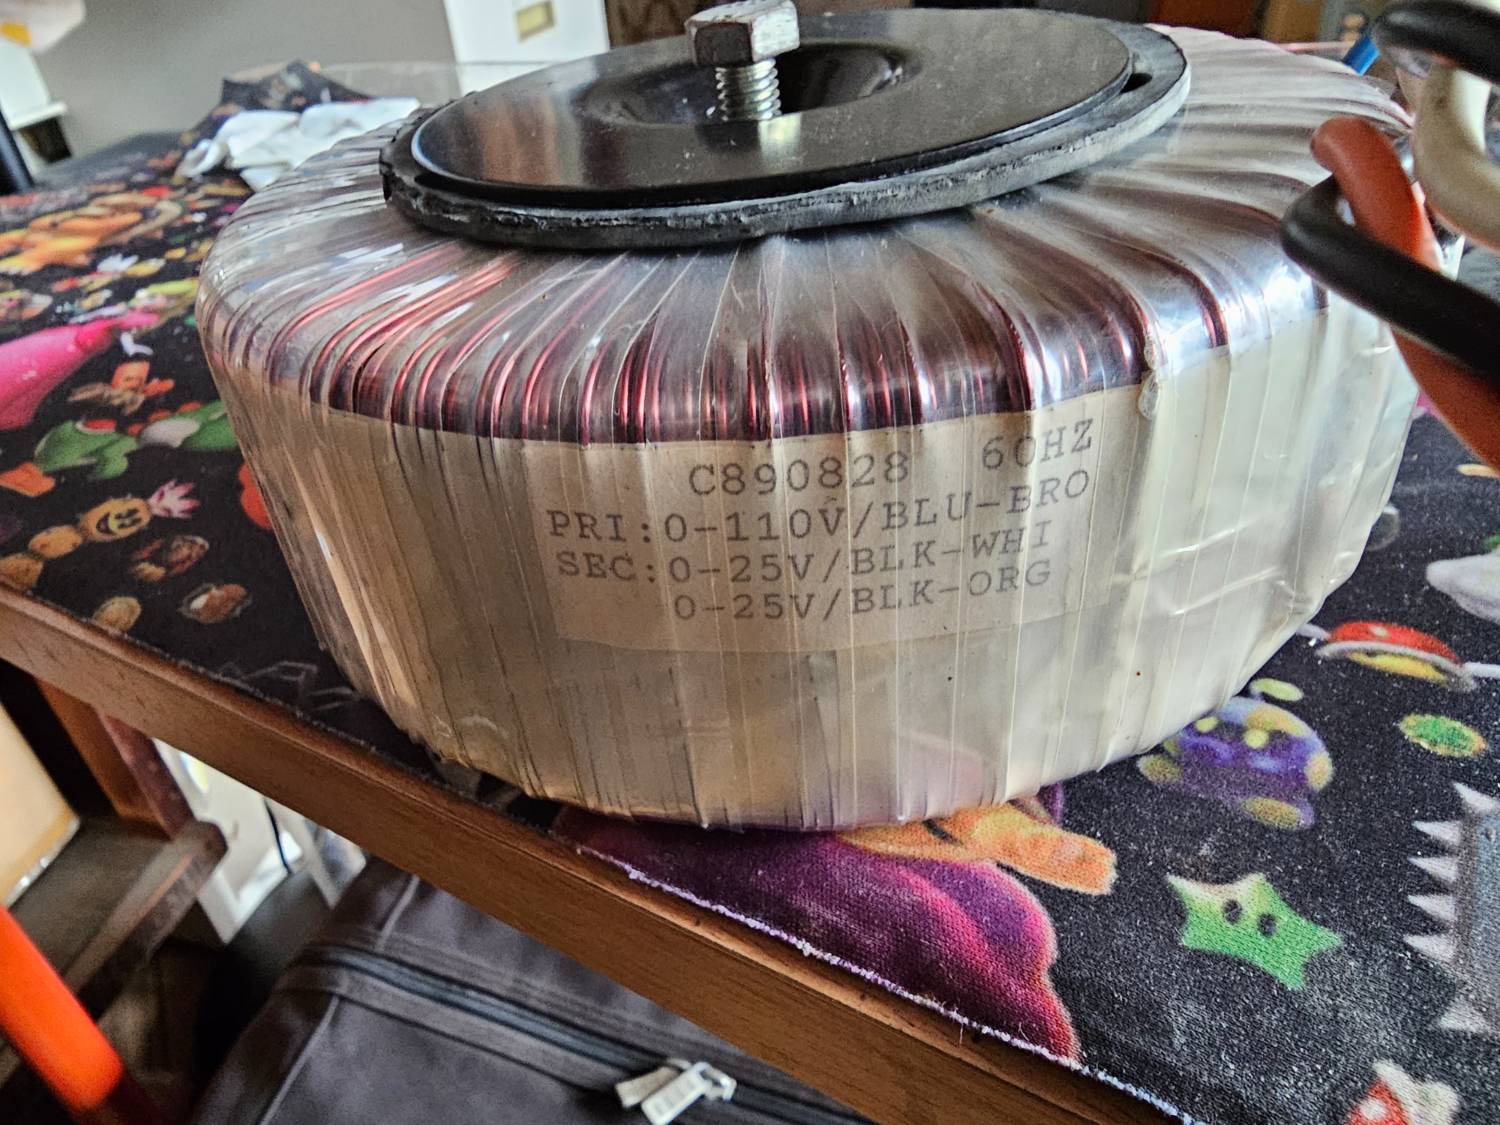 C890828 60HZ
PRI:0-110V/BLU-BRO
SEC:0-25V/BLK-WHI
0-25V/BLK-ORG